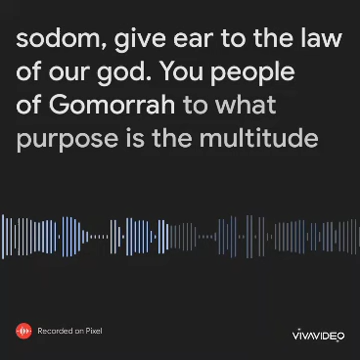 sodom, give ear to the law
of our god. You people
of Gomorrah to what
purpose is the multitude
Recorded on Pixel
VIVAVIDEO